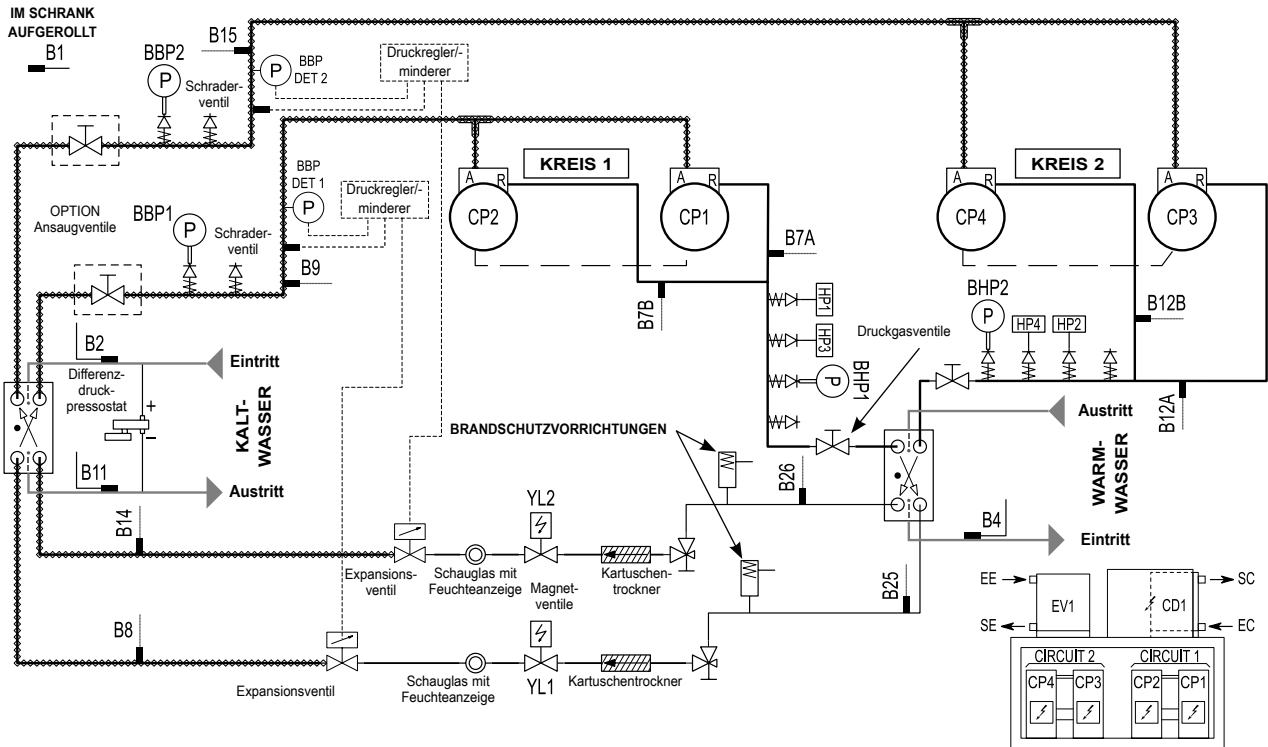 IM SCHRANK
AUFGEROLLT
B1
BBP2
B15
P
Schrader-
ventil
P
BBP
DET 2
Druckregler/-
minderer
OPTION
Ansaugventile
BBP1
P
Schrader-
ventil
BBP
DET 1
P
Druckregler/-
minderer
B9
A
R
CP2
KREIS 1
A
R
CP1
A
R
CP4
KREIS 2
A
R
CP3
B7A
B7B
HP1
HP3
BHP1
P
Druckgasventile
BHP2
P
HP4
HP2
B12B
B12A
B2
Eintritt
Differenz-
druck-
pressostat
+
−
KALT-
WASSER
B11
Austritt
B14
BRANDSCHUTZVORRICHTUNGEN
B26
Austritt
WARM-
WASSER
B4
Eintritt
B25
YL2
Expansions-
ventil
Schauglas mit
Feuchteanzeige
Magnet-
ventile
Kartuschen-
trockner
B8
Expansionsventil
Schauglas mit
Feuchteanzeige
YL1
Kartuschentrockner
EE
SE
EV1
CD1
SC
EC
CIRCUIT 2
CIRCUIT 1
CP4
CP3
CP2
CP1